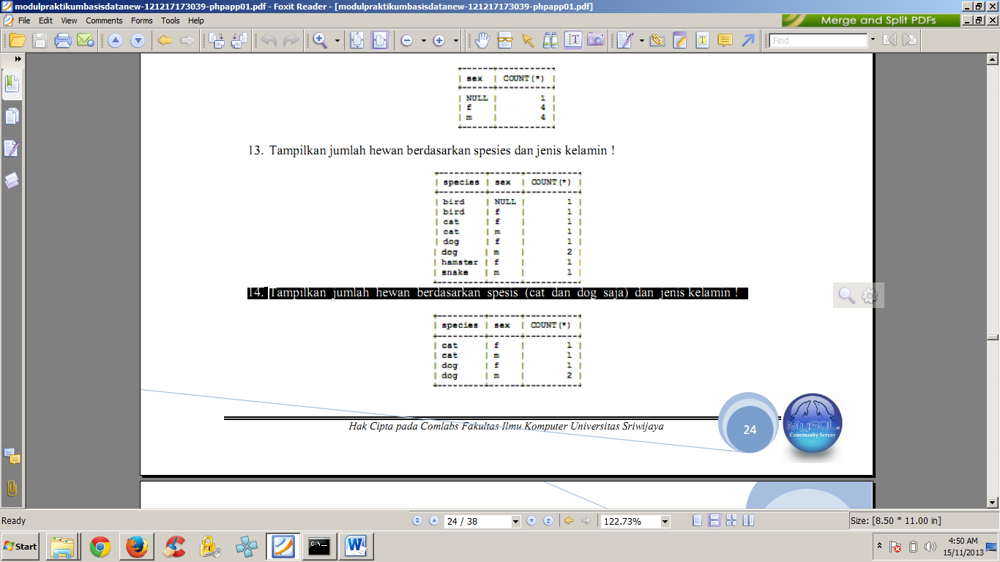 modulpraktikumbasisdatanew-121217173039-phpapp01.pdf - Foxit Reader - [modulpraktikumbasisdatanew-121217173039-phpapp01.pdf]
File Edit View Comments Forms Tools Help
Merge and Split PDFs
Find
sex COUNT(*)
NULL 1
f 4
m 4
13. Tampilkan jumlah hewan berdasarkan spesies dan jenis kelamin !
species sex COUNT(*)
bird NULL 1
bird f 1
cat f 1
cat m 1
dog f 1
dog m 2
hamster f 1
snake m 1
14. Tampilkan jumlah hewan berdasarkan spesis (cat dan dog saja) dan jenis kelamin !
species sex COUNT(*)
cat f 1
cat m 1
dog f 1
dog m 2
Hak Cipta pada Comlabs Fakultas Ilmu Komputer Universitas Sriwijaya
24
MySQL
Community Server
Ready
24 / 38
122.73%
Size: [8.50 * 11.00 in]
Start
C:\
4:50 AM
15/11/2013